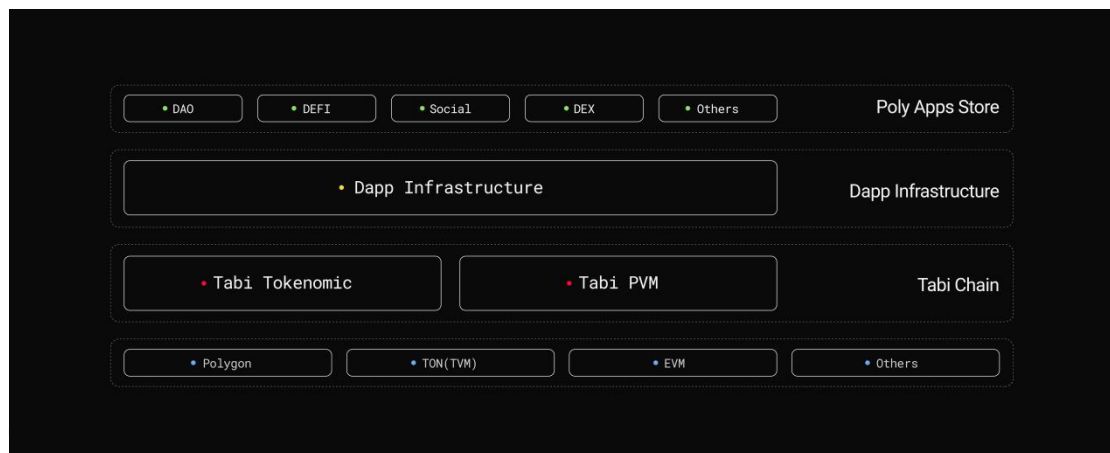 DAO
DEFI
Social
DEX
Others
Poly Apps Store
Dapp Infrastructure
Dapp Infrastructure
Tabi Tokenomic
Tabi PVM
Tabi Chain
Polygon
TON(TVM)
EVM
Others